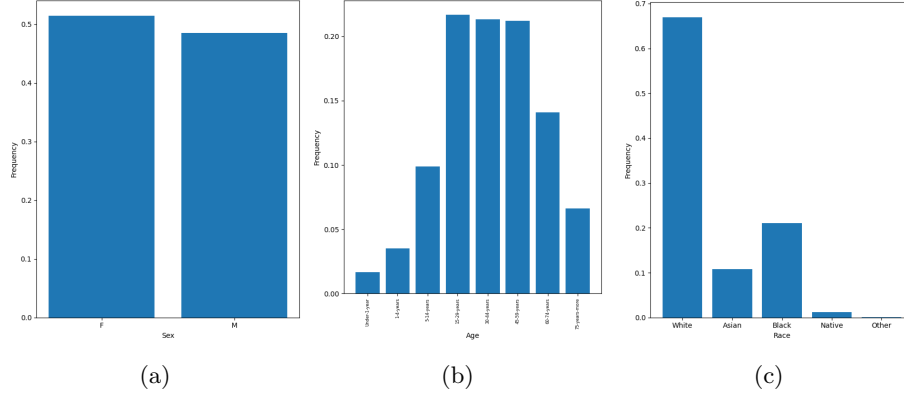 Frequency
0.5
0.4
0.3
0.2
0.1
0.0
F
M
Sex
(a)
Frequency
0.20
0.15
0.10
0.05
0.00
Under-1-year
1-4-years
5-14-years
15-29-years
30-44-years
45-59-years
60-74-years
75-years-more
Age
(b)
Frequency
0.7
0.6
0.5
0.4
0.3
0.2
0.1
0.0
White
Asian
Black
Native
Other
Race
(c)